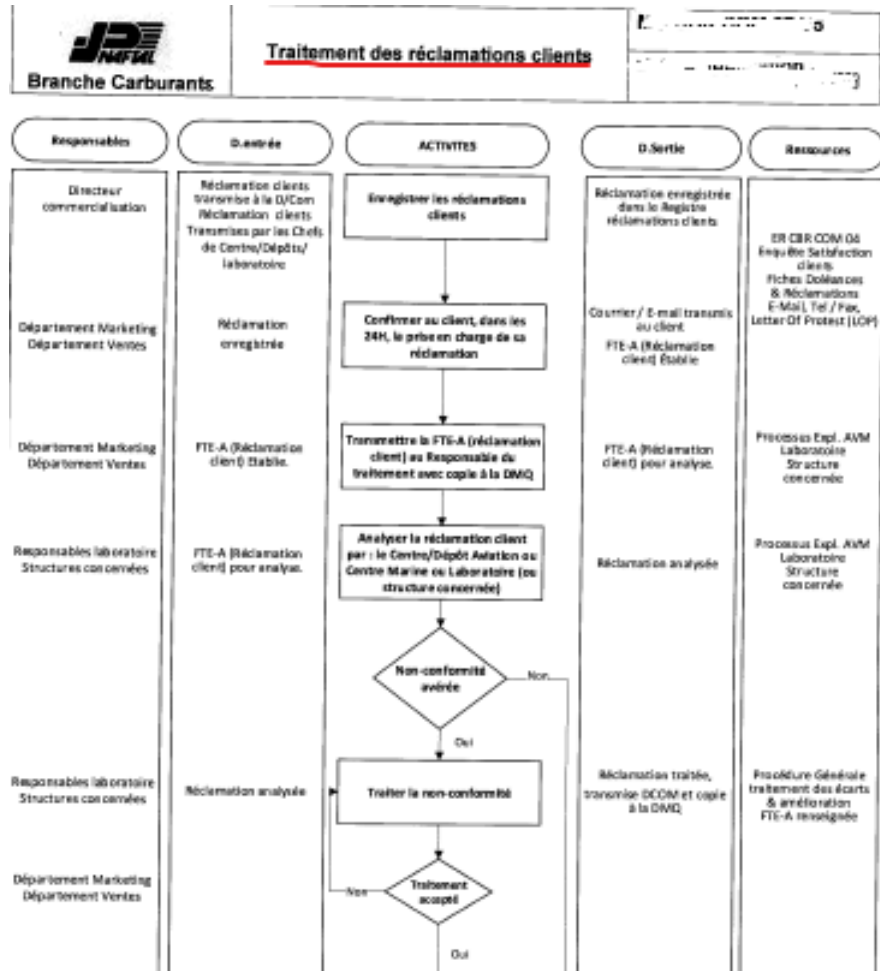 NAFTAL
Branche Carburants
Traitement des réclamations clients
Responsables
D.entrée
ACTIVITES
D.Sortie
Ressources
Directeur
commercialisation
Réclamation clients
transmise à la D/Com
Réclamation clients
Transmises par les Chefs
de Centre/Dépôts/
laboratoire
Enregistrer les réclamations
clients
Réclamation enregistrée
dans le Registre
réclamations clients
ER CBR COM 04
Enquête Satisfaction
clients
Fiches Doléances
& Réclamations
E-Mail, Tel / Fax,
Letter Of Protest (LOP)
Département Marketing
Département Ventes
Réclamation
enregistrée
Confirmer au client, dans les
24H, le prise en charge de sa
réclamation
Courrier / E-mail transmis
au client
FTE-A (Réclamation
client) Établie
Département Marketing
Département Ventes
FTE-A (Réclamation
client) Etablie.
Transmettre la FTE-A (réclamation
client) au Responsable du
traitement avec copie à la DMQ
FTE-A (Réclamation
client) pour analyse.
Processus Expl. AVM
Laboratoire
Structure
concernée
Responsables laboratoire
Structures concernées
FTE-A (Réclamation
client) pour analyse.
Analyser la réclamation client
par : le Centre/Dépôt Aviation ou
Centre Marine ou Laboratoire (ou
structure concernée)
Réclamation analysée
Processus Expl. AVM
Laboratoire
Structure
concernée
Non-conformité
avérée
Non
Oui
Responsables laboratoire
Structures concernées
Réclamation analysée
Traiter la non-conformité
Réclamation traitée,
transmise DCOM et copie
à la DMQ
Procédure Générale
traitement des écarts
& amélioration
FTE-A renseignée
Département Marketing
Département Ventes
Non
Traitement
accepté
Oui